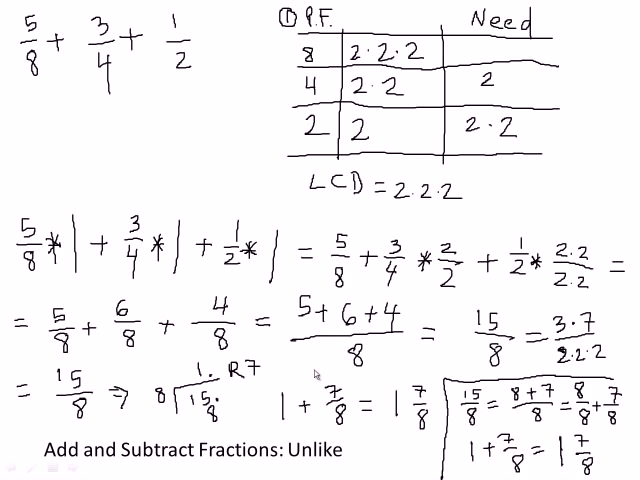 5/8 + 3/4 + 1/2
① P.F. Need
8 2·2·2
4 2·2 2
2 2 2·2
LCD = 2·2·2
5/8 * 1 + 3/4 * 1 + 1/2 * 1 = 5/8 + 3/4 * 2/2 + 1/2 * 2·2/2·2 =
= 5/8 + 6/8 + 4/8 = 5+6+4/8 = 15/8 = 3·7/2·2·2
= 15/8 ⇒ 8 15. 1. R7
8
1 + 7/8 = 1 7/8
15/8 = 8+7/8 = 8/8 + 7/8
1 + 7/8 = 1 7/8
Add and Subtract Fractions: Unlike